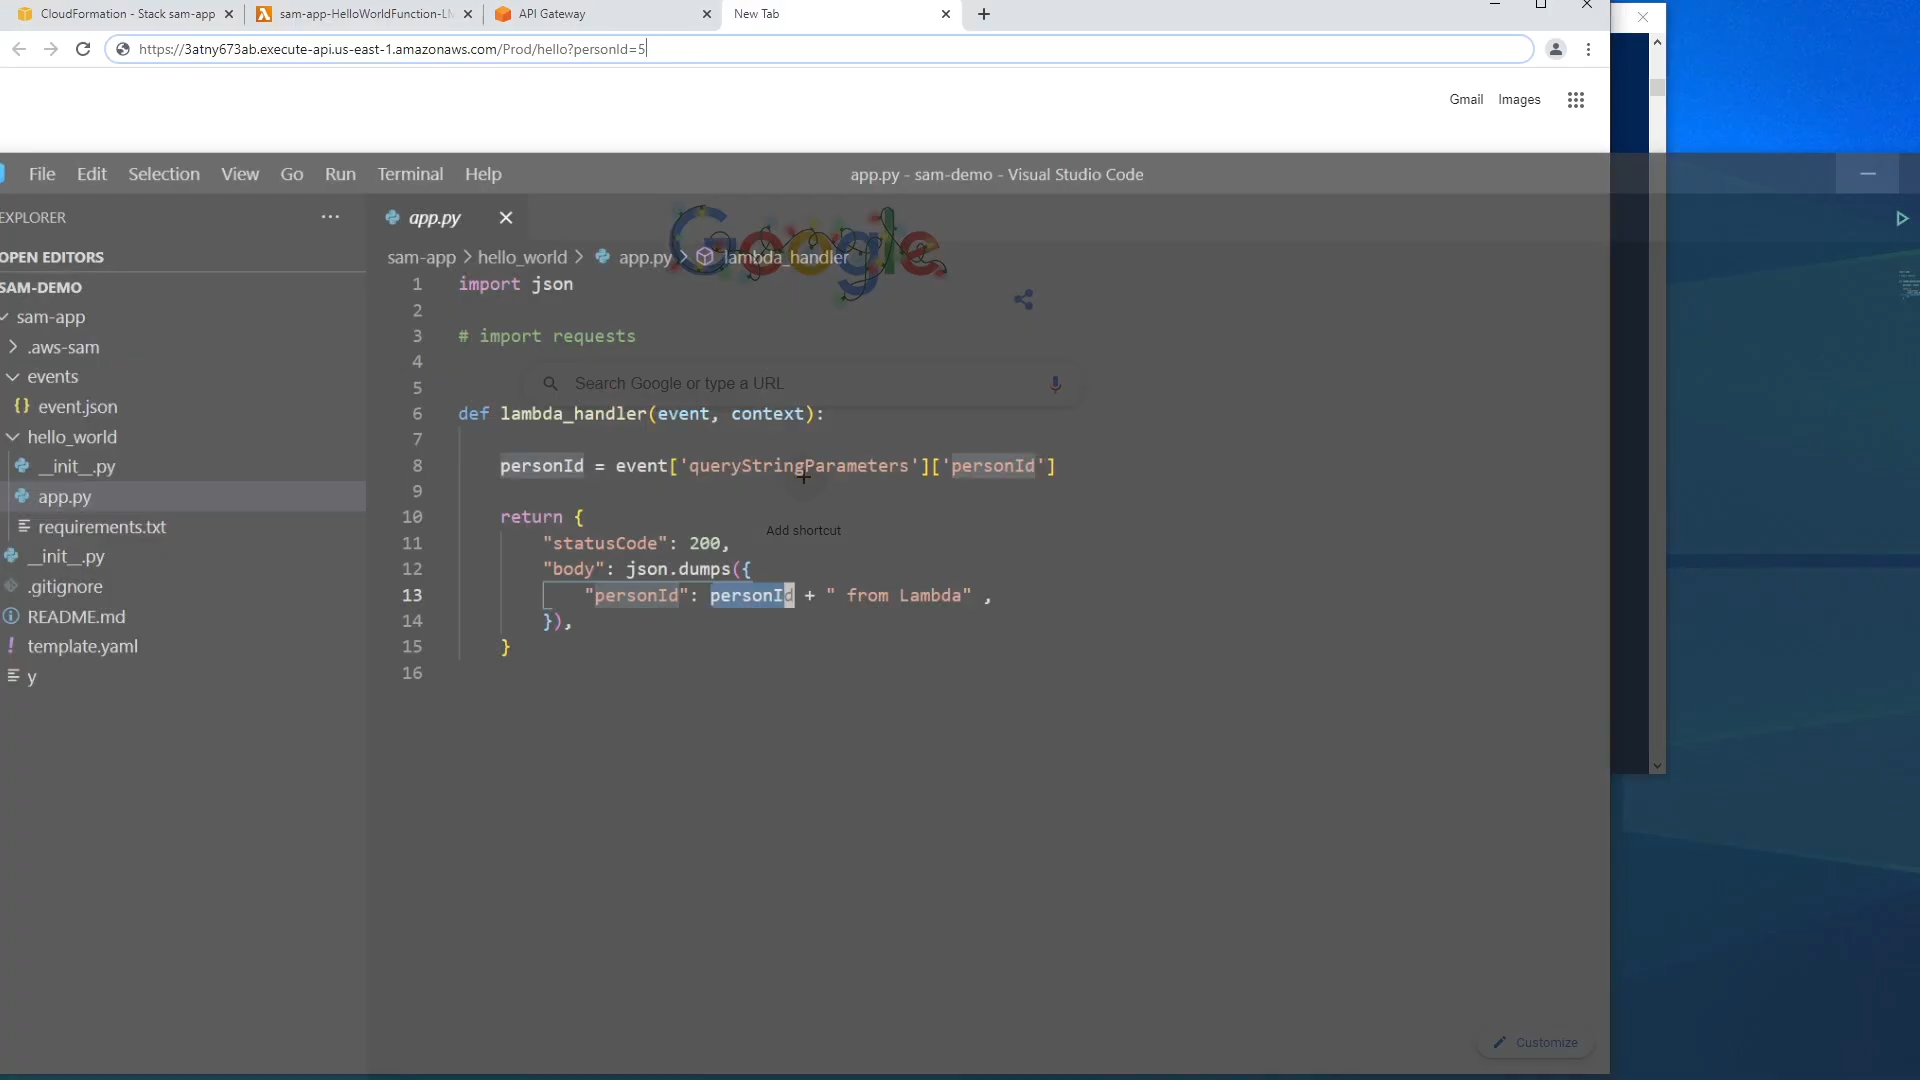 CloudFormation - Stack sam-app
sam-app-HelloWorldFunction-LM
API Gateway
New Tab
https://3atny673ab.execute-api.us-east-1.amazonaws.com/Prod/hello?personId=5
Gmail
Images
File Edit Selection View Go Run Terminal Help
app.py - sam-demo - Visual Studio Code
EXPLORER
OPEN EDITORS
SAM-DEMO
sam-app
.aws-sam
events
{} event.json
hello_world
__init__.py
app.py
requirements.txt
__init__.py
.gitignore
README.md
! template.yaml
y
app.py
Google
sam-app > hello_world > app.py > lambda_handler
1 import json
2
3 # import requests
4
Search Google or type a URL
5
6 def lambda_handler(event, context):
7
8 personId = event['queryStringParameters']['personId']
9
10 return {
Add shortcut
11 "statusCode": 200,
12 "body": json.dumps({
13 "personId": personId + " from Lambda" ,
14 }),
15 }
16
Customize